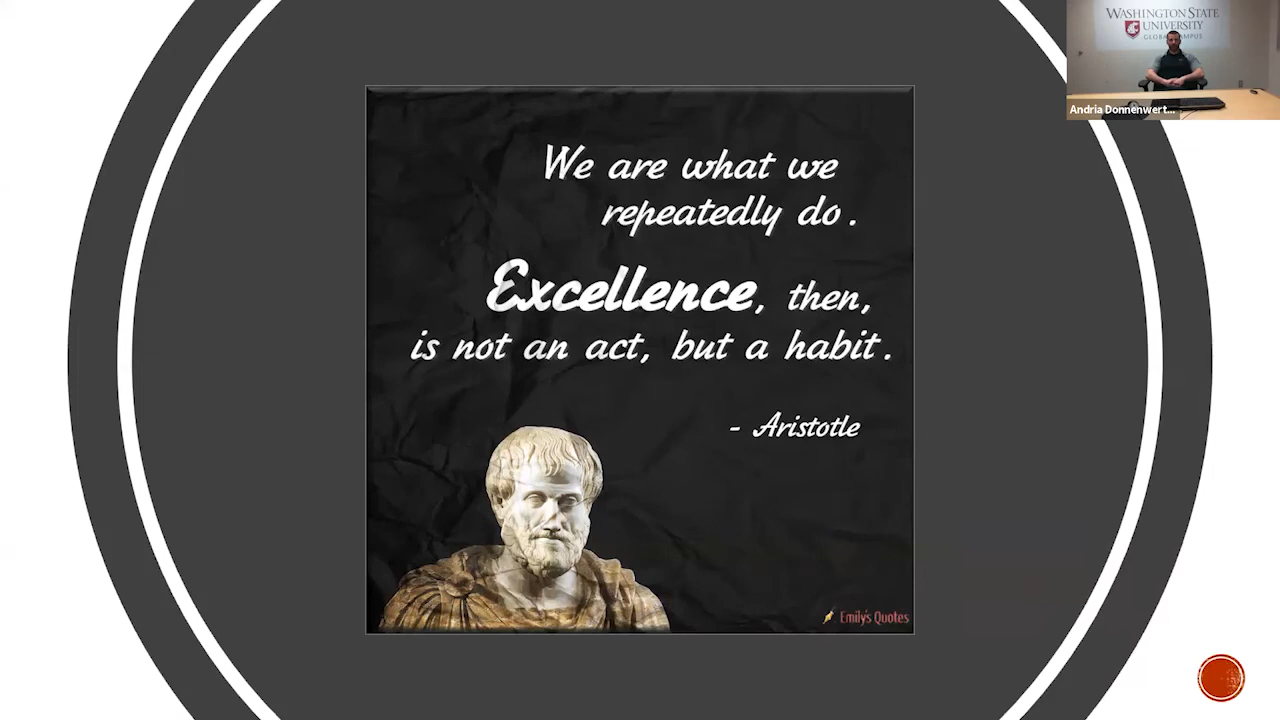 We are what we
repeatedly do.
Excellence, then,
is not an act, but a habit.
- Aristotle
Emily's Quotes
WASHINGTON STATE
UNIVERSITY
Andria Donnenwert...